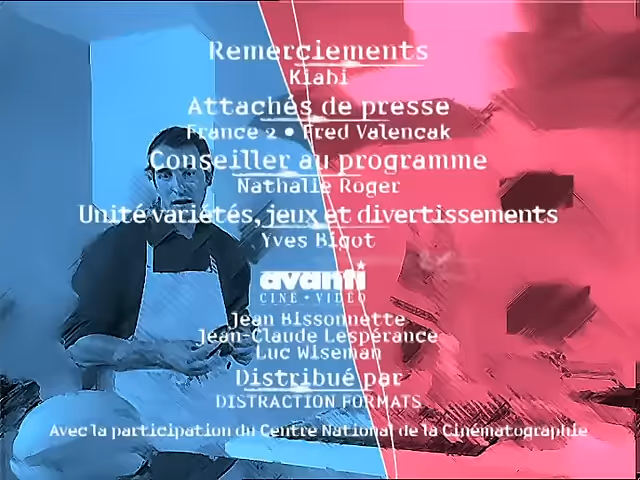 Remerciements
Kiabi
Attachés de presse
France 2 • Fred Valencak
Conseiller au programme
Nathalie Roger
Unité variétés, jeux et divertissements
Yves Bigot
avanti
CINÉ • VIDÉO
Jean Bissonnette
Jean-Claude Lespérance
Luc Wiseman
Distribué par
DISTRACTION FORMATS
Avec la participation du Centre National de la Cinématographie